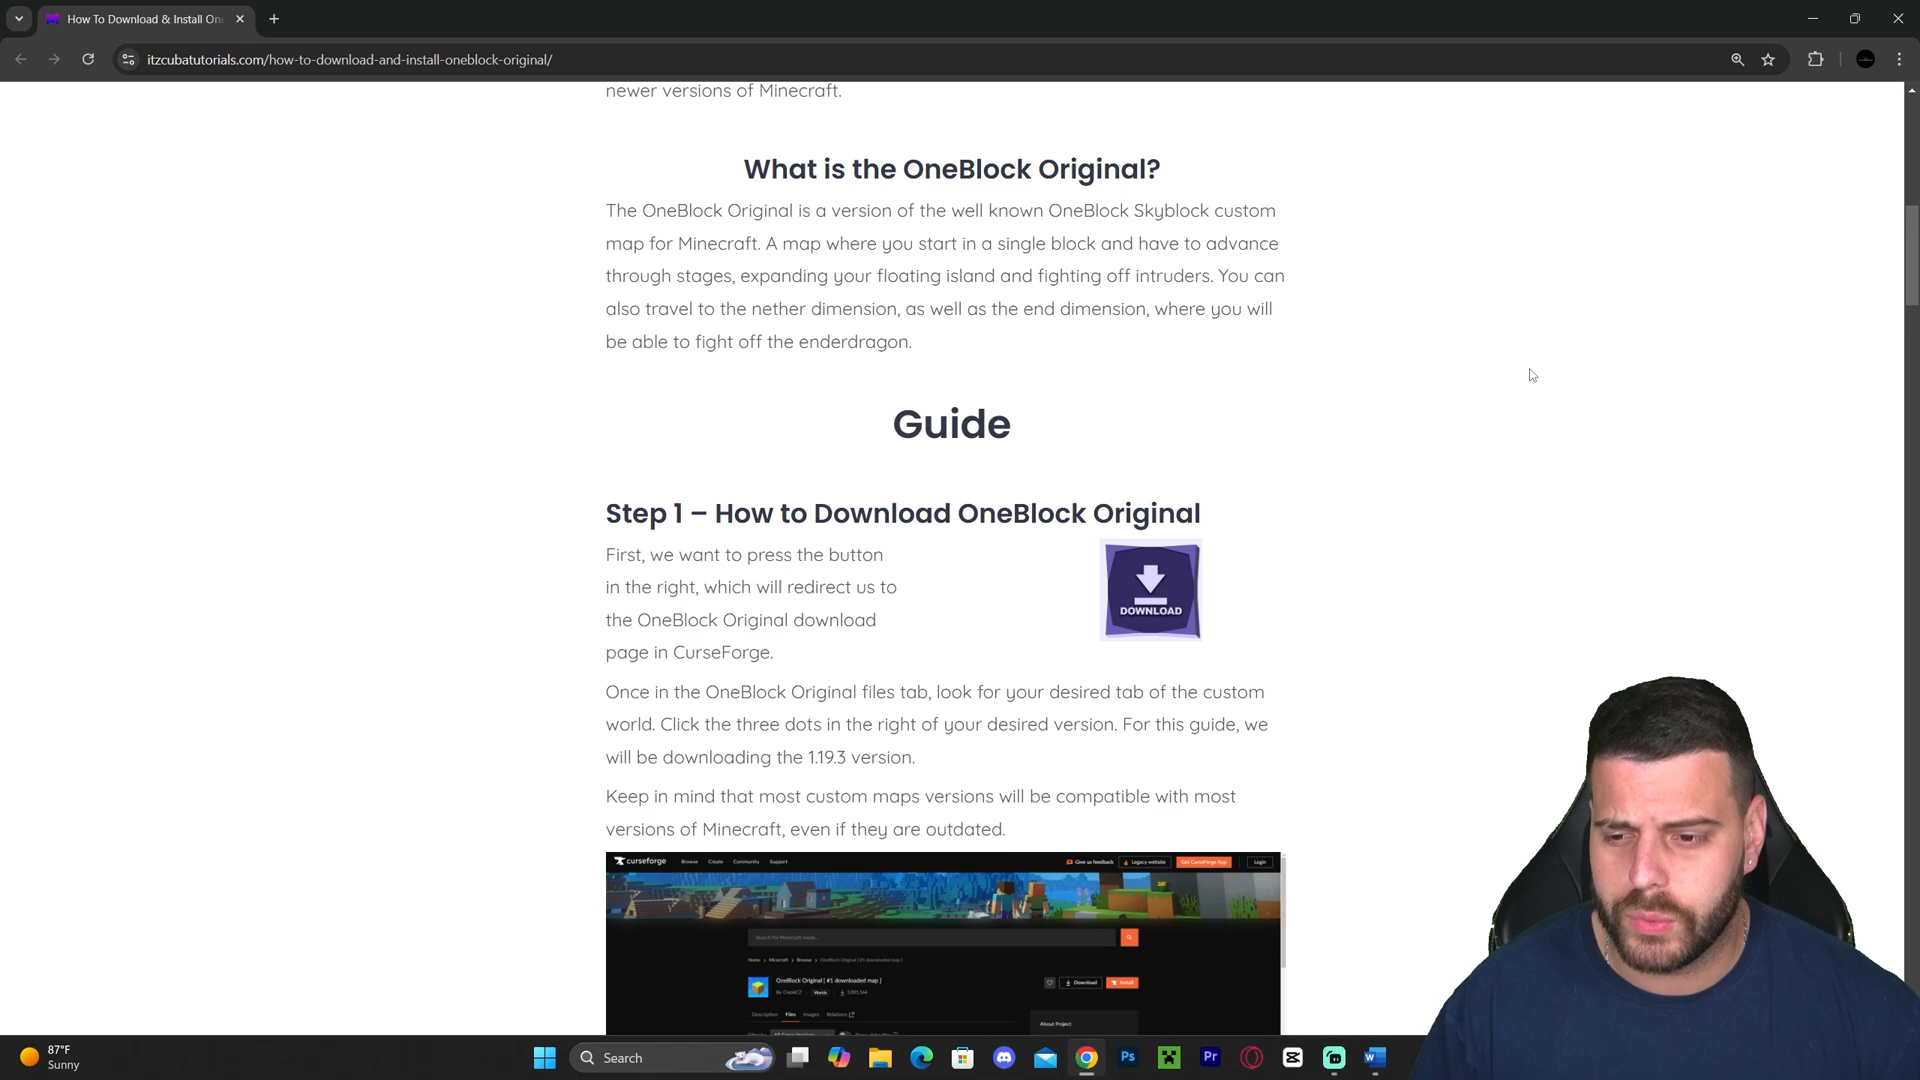 How To Download & Install On
itzcubatutorials.com/how-to-download-and-install-oneblock-original/
newer versions of Minecraft.
What is the OneBlock Original?
The OneBlock Original is a version of the well known OneBlock Skyblock custom
map for Minecraft. A map where you start in a single block and have to advance
through stages, expanding your floating island and fighting off intruders. You can
also travel to the nether dimension, as well as the end dimension, where you will
be able to fight off the enderdragon.
Guide
Step 1 – How to Download OneBlock Original
First, we want to press the button
in the right, which will redirect us to
the OneBlock Original download
page in CurseForge.
DOWNLOAD
Once in the OneBlock Original files tab, look for your desired tab of the custom
world. Click the three dots in the right of your desired version. For this guide, we
will be downloading the 1.19.3 version.
Keep in mind that most custom maps versions will be compatible with most
versions of Minecraft, even if they are outdated.
curseforge Browse Create Community Support Give us feedback Legacy website Get CurseForge App Login
Search for Minecraft mods...
Home > Minecraft > Browse > OneBlock Original [ #1 downloaded map ]
OneBlock Original [ #1 downloaded map ]
Worlds
Download Install
Description Files Images Relations
About Project
87°F
Sunny
Search
Ps
Pr
W